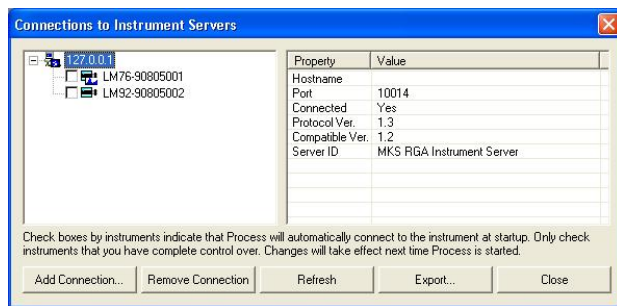 Connections to Instrument Servers
127.0.0.1
LM76-90805001
LM92-90805002
Property Value
Hostname
Port 10014
Connected Yes
Protocol Ver. 1.3
Compatible Ver. 1.2
Server ID MKS RGA Instrument Server
Check boxes by instruments indicate that Process will automatically connect to the instrument at startup. Only check
instruments that you have complete control over. Changes will take effect next time Process is started.
Add Connection... Remove Connection Refresh Export... Close